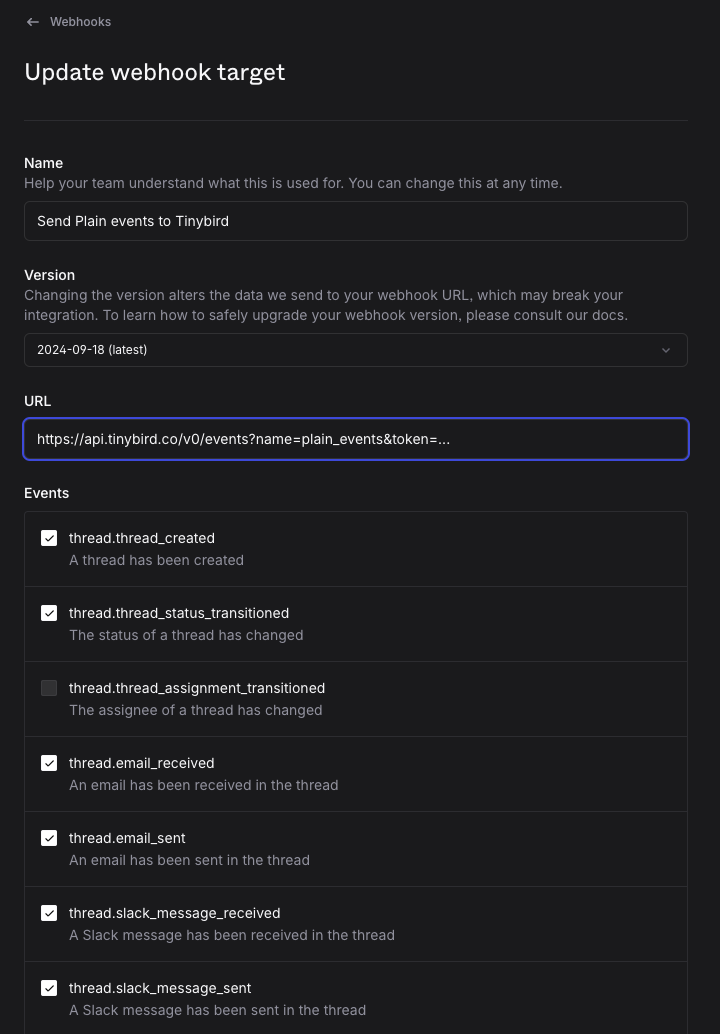 Webhooks
Update webhook target
Name
Help your team understand what this is used for. You can change this at any time.
Send Plain events to Tinybird
Version
Changing the version alters the data we send to your webhook URL, which may break your
integration. To learn how to safely upgrade your webhook version, please consult our docs.
2024-09-18 (latest)
URL
https://api.tinybird.co/v0/events?name=plain_events&token=...
Events
thread.thread_created
A thread has been created
thread.thread_status_transitioned
The status of a thread has changed
thread.thread_assignment_transitioned
The assignee of a thread has changed
thread.email_received
An email has been received in the thread
thread.email_sent
An email has been sent in the thread
thread.slack_message_received
A Slack message has been received in the thread
thread.slack_message_sent
A Slack message has been sent in the thread